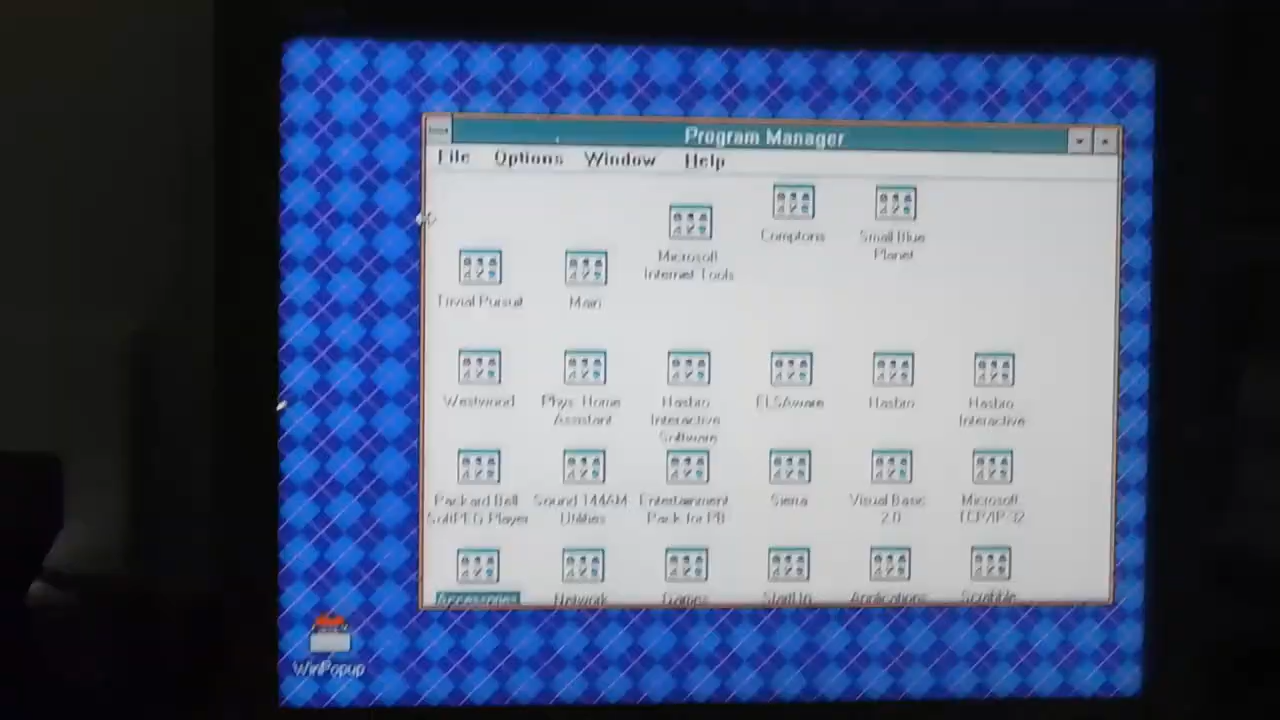 Program Manager
File Options Window Help
Comptons
Small Blue
Planet
Microsoft
Internet Tools
Trivial Pursuit
Main
Westwood
Phys. Home
Assistant
Hasbro
Interactive
Software
ELSAware
Hasbro
Hasbro
Interactive
Packard Bell
SoftPEG Player
Sound 144AM
Utilities
Entertainment
Pack for PB
Sierra
Visual Basic
2.0
Microsoft
TCP/IP-32
Accessories
Network
Games
StartUp
Applications
Scrabble
WinPopup